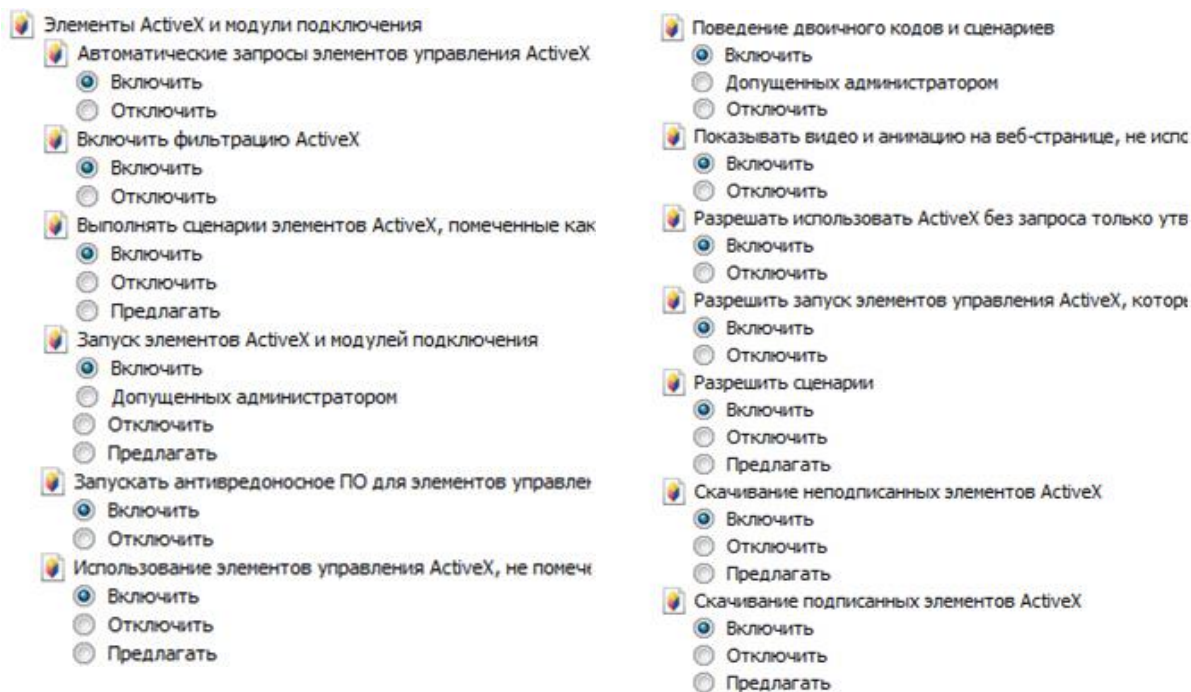 Элементы ActiveX и модули подключения
Автоматические запросы элементов управления ActiveX
Включить
Отключить
Включить фильтрацию ActiveX
Включить
Отключить
Выполнять сценарии элементов ActiveX, помеченные как
Включить
Отключить
Предлагать
Запуск элементов ActiveX и модулей подключения
Включить
Допущенных администратором
Отключить
Предлагать
Запускать антивредоносное ПО для элементов управлен
Включить
Отключить
Использование элементов управления ActiveX, не помече
Включить
Отключить
Предлагать
Поведение двоичного кодов и сценариев
Включить
Допущенных администратором
Отключить
Показывать видео и анимацию на веб-странице, не испо
Включить
Отключить
Разрешать использовать ActiveX без запроса только утв
Включить
Отключить
Разрешить запуск элементов управления ActiveX, которы
Включить
Отключить
Разрешить сценарии
Включить
Отключить
Предлагать
Скачивание неподписанных элементов ActiveX
Включить
Отключить
Предлагать
Скачивание подписанных элементов ActiveX
Включить
Отключить
Предлагать